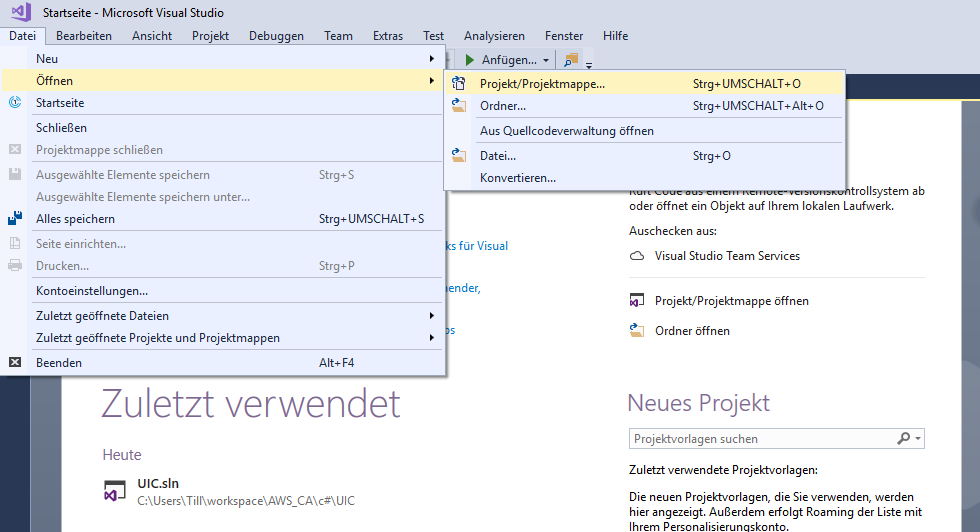 Startseite - Microsoft Visual Studio
Datei Bearbeiten Ansicht Projekt Debuggen Team Extras Test Analysieren Fenster Hilfe
Anfügen...
Neu
Öffnen
Startseite
Schließen
Projektmappe schließen
Ausgewählte Elemente speichern Strg+S
Ausgewählte Elemente speichern unter...
Alles speichern Strg+UMSCHALT+S
Seite einrichten...
Drucken... Strg+P
Kontoeinstellungen...
Zuletzt geöffnete Dateien
Zuletzt geöffnete Projekte und Projektmappen
Beenden Alt+F4
Projekt/Projektmappe... Strg+UMSCHALT+O
Ordner... Strg+UMSCHALT+Alt+O
Aus Quellcodeverwaltung öffnen
Datei... Strg+O
Konvertieren...
für Visual
Zuletzt verwendet
Heute
UIC.sln
C:\Users\Till\workspace\AWS_CA\c#\UIC
Ruft Code aus einem Remote-Versionskontrollsystem ab
oder öffnet ein Objekt auf Ihrem lokalen Laufwerk.
Auschecken aus:
Visual Studio Team Services
Projekt/Projektmappe öffnen
Ordner öffnen
Neues Projekt
Projektvorlagen suchen
Zuletzt verwendete Projektvorlagen:
Die neuen Projektvorlagen, die Sie verwenden, werden
hier angezeigt. Außerdem erfolgt Roaming der Liste mit
Ihrem Personalisierungskonto.